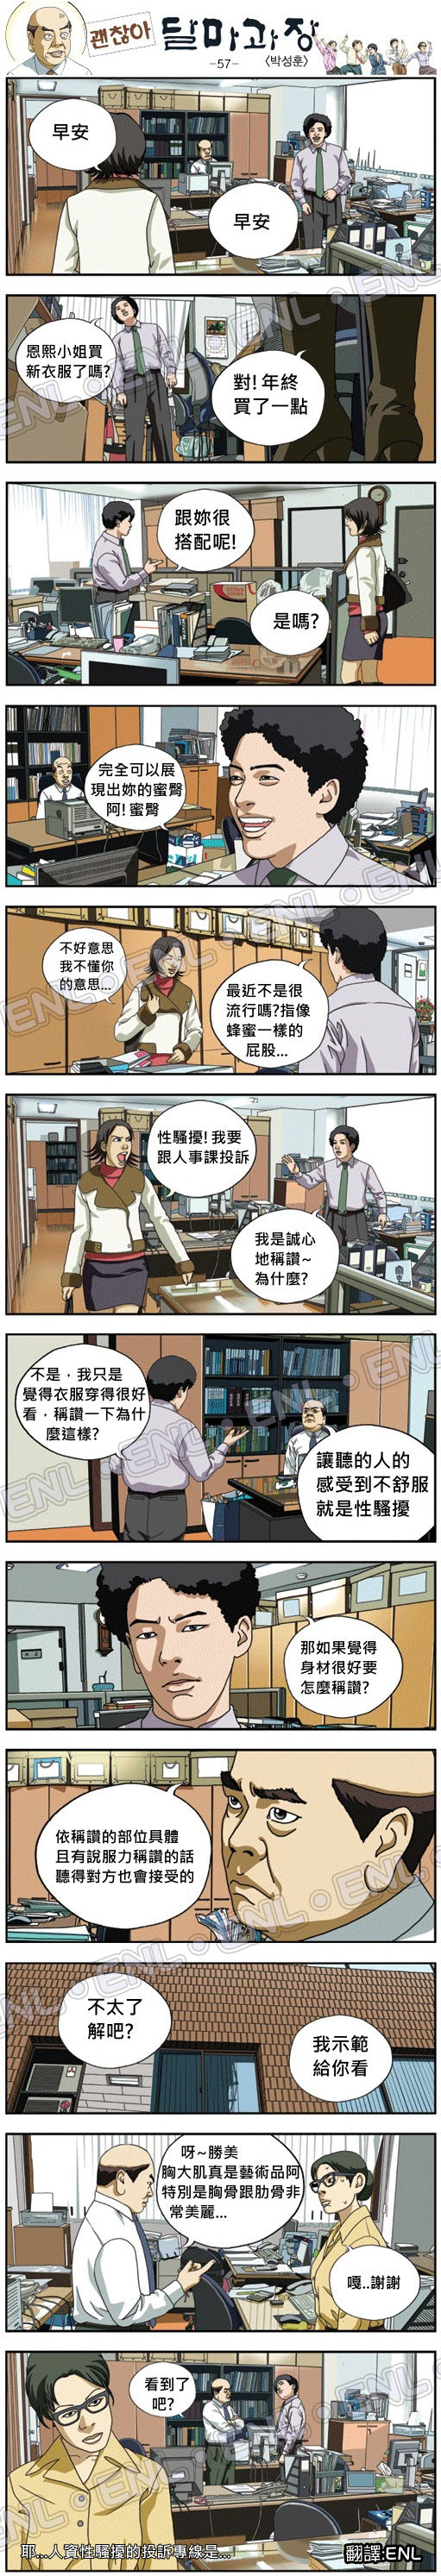 괜찮아
달마과장
-57-
<박성훈>
早安
早安
恩熙小姐買
新衣服了嗎?
對! 年終
買了一點
跟妳很
搭配呢!
是嗎?
完全可以展
現出妳的蜜臀
阿! 蜜臀
不好意思
我不懂你
的意思...
最近不是很
流行嗎?指像
蜂蜜一樣的
屁股...
性騷擾! 我要
跟人事課投訴
我是誠心
地稱讚~
為什麼?
不是，我只是
覺得衣服穿得很好
看，稱讚一下為什
麼這樣?
讓聽的人的
感受到不舒服
就是性騷擾
那如果覺得
身材很好要
怎麼稱讚?
依稱讚的部位具體
且有說服力稱讚的話
聽得對方也會接受的
不太了
解吧?
我示範
給你看
呀~勝美
胸大肌真是藝術品阿
特別是胸骨跟肋骨非
常美麗...
嘎..謝謝
看到了
吧?
耶...人資性騷擾的投訴專線是...
翻譯:ENL